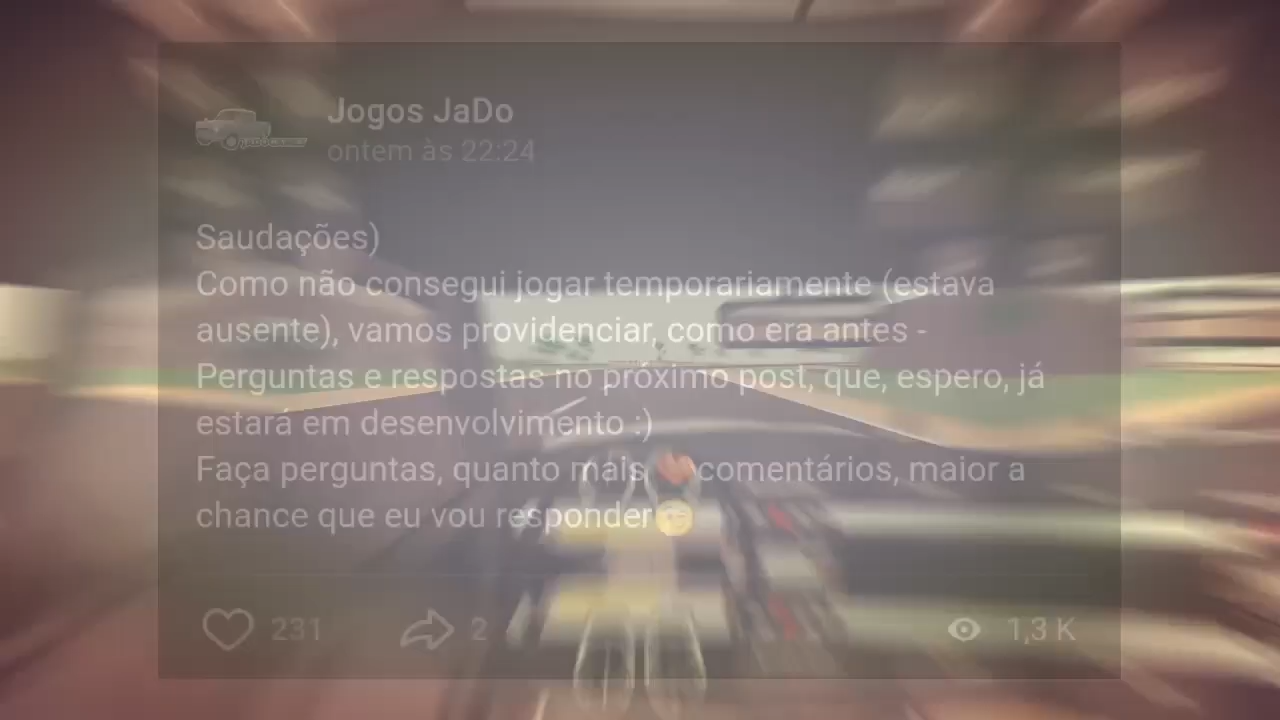 Jogos JaDo
ontem às 22:24
Saudações)
Como não consegui jogar temporariamente (estava
ausente), vamos providenciar, como era antes -
Perguntas e respostas no próximo post, que, espero, já
estará em desenvolvimento :)
Faça perguntas, quanto mais ❤️ comentários, maior a
chance que eu vou responder😁
231 2 1,3 K